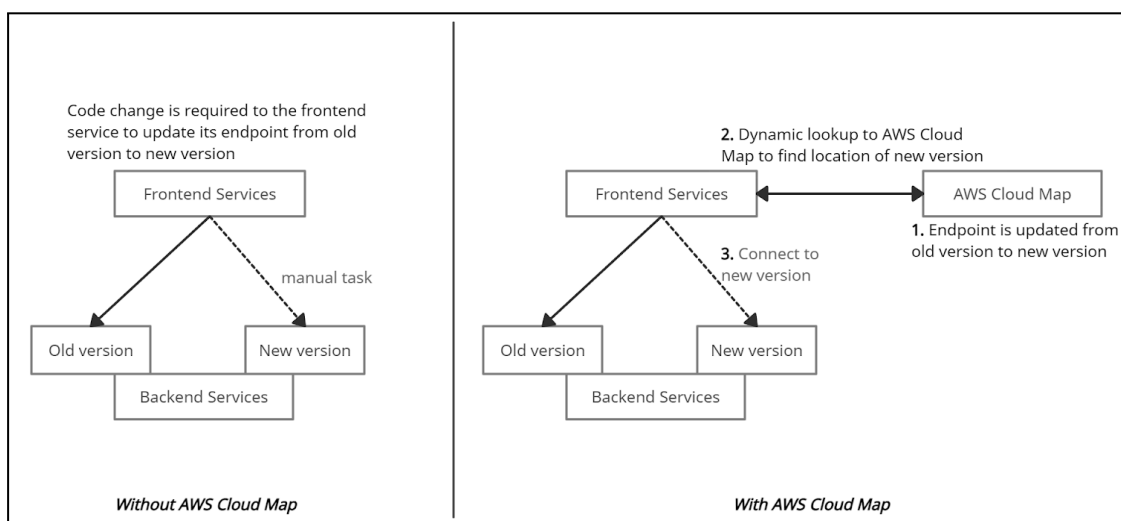 Code change is required to the frontend
service to update its endpoint from old
version to new version
Frontend Services
manual task
Old version
New version
Backend Services
Without AWS Cloud Map
2. Dynamic lookup to AWS Cloud
Map to find location of new version
Frontend Services
AWS Cloud Map
1. Endpoint is updated from
old version to new version
3. Connect to
new version
Old version
New version
Backend Services
With AWS Cloud Map